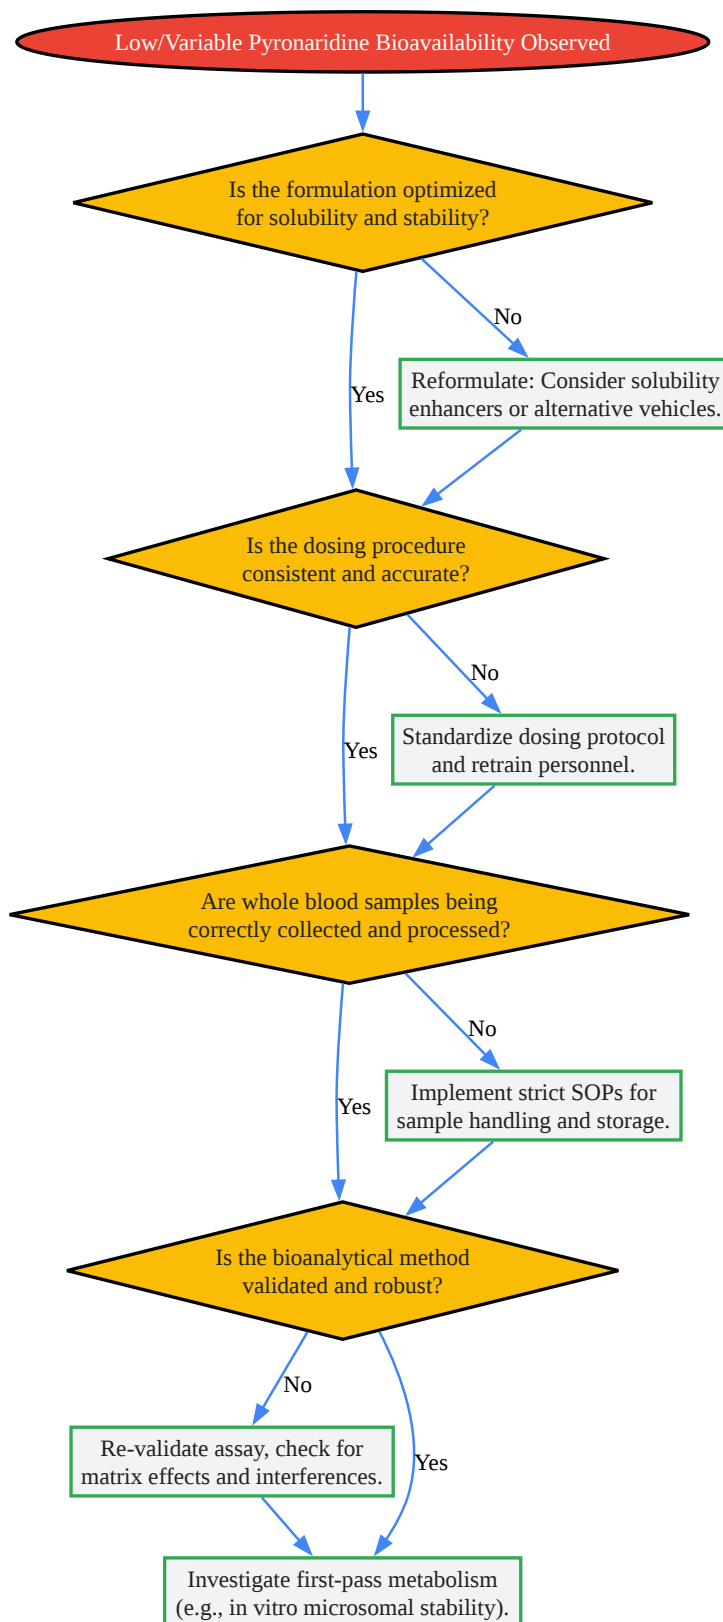 Low/Variable Pyronaridine Bioavailability Observed
Is the formulation optimized
for solubility and stability?
No
Yes
Reformulate: Consider solubility
enhancers or alternative vehicles.
Is the dosing procedure
consistent and accurate?
No
Yes
Standardize dosing protocol
and retrain personnel.
Are whole blood samples being
correctly collected and processed?
No
Yes
Implement strict SOPs for
sample handling and storage.
Is the bioanalytical method
validated and robust?
No
Yes
Re-validate assay, check for
matrix effects and interferences.
Investigate first-pass metabolism
(e.g., in vitro microsomal stability).